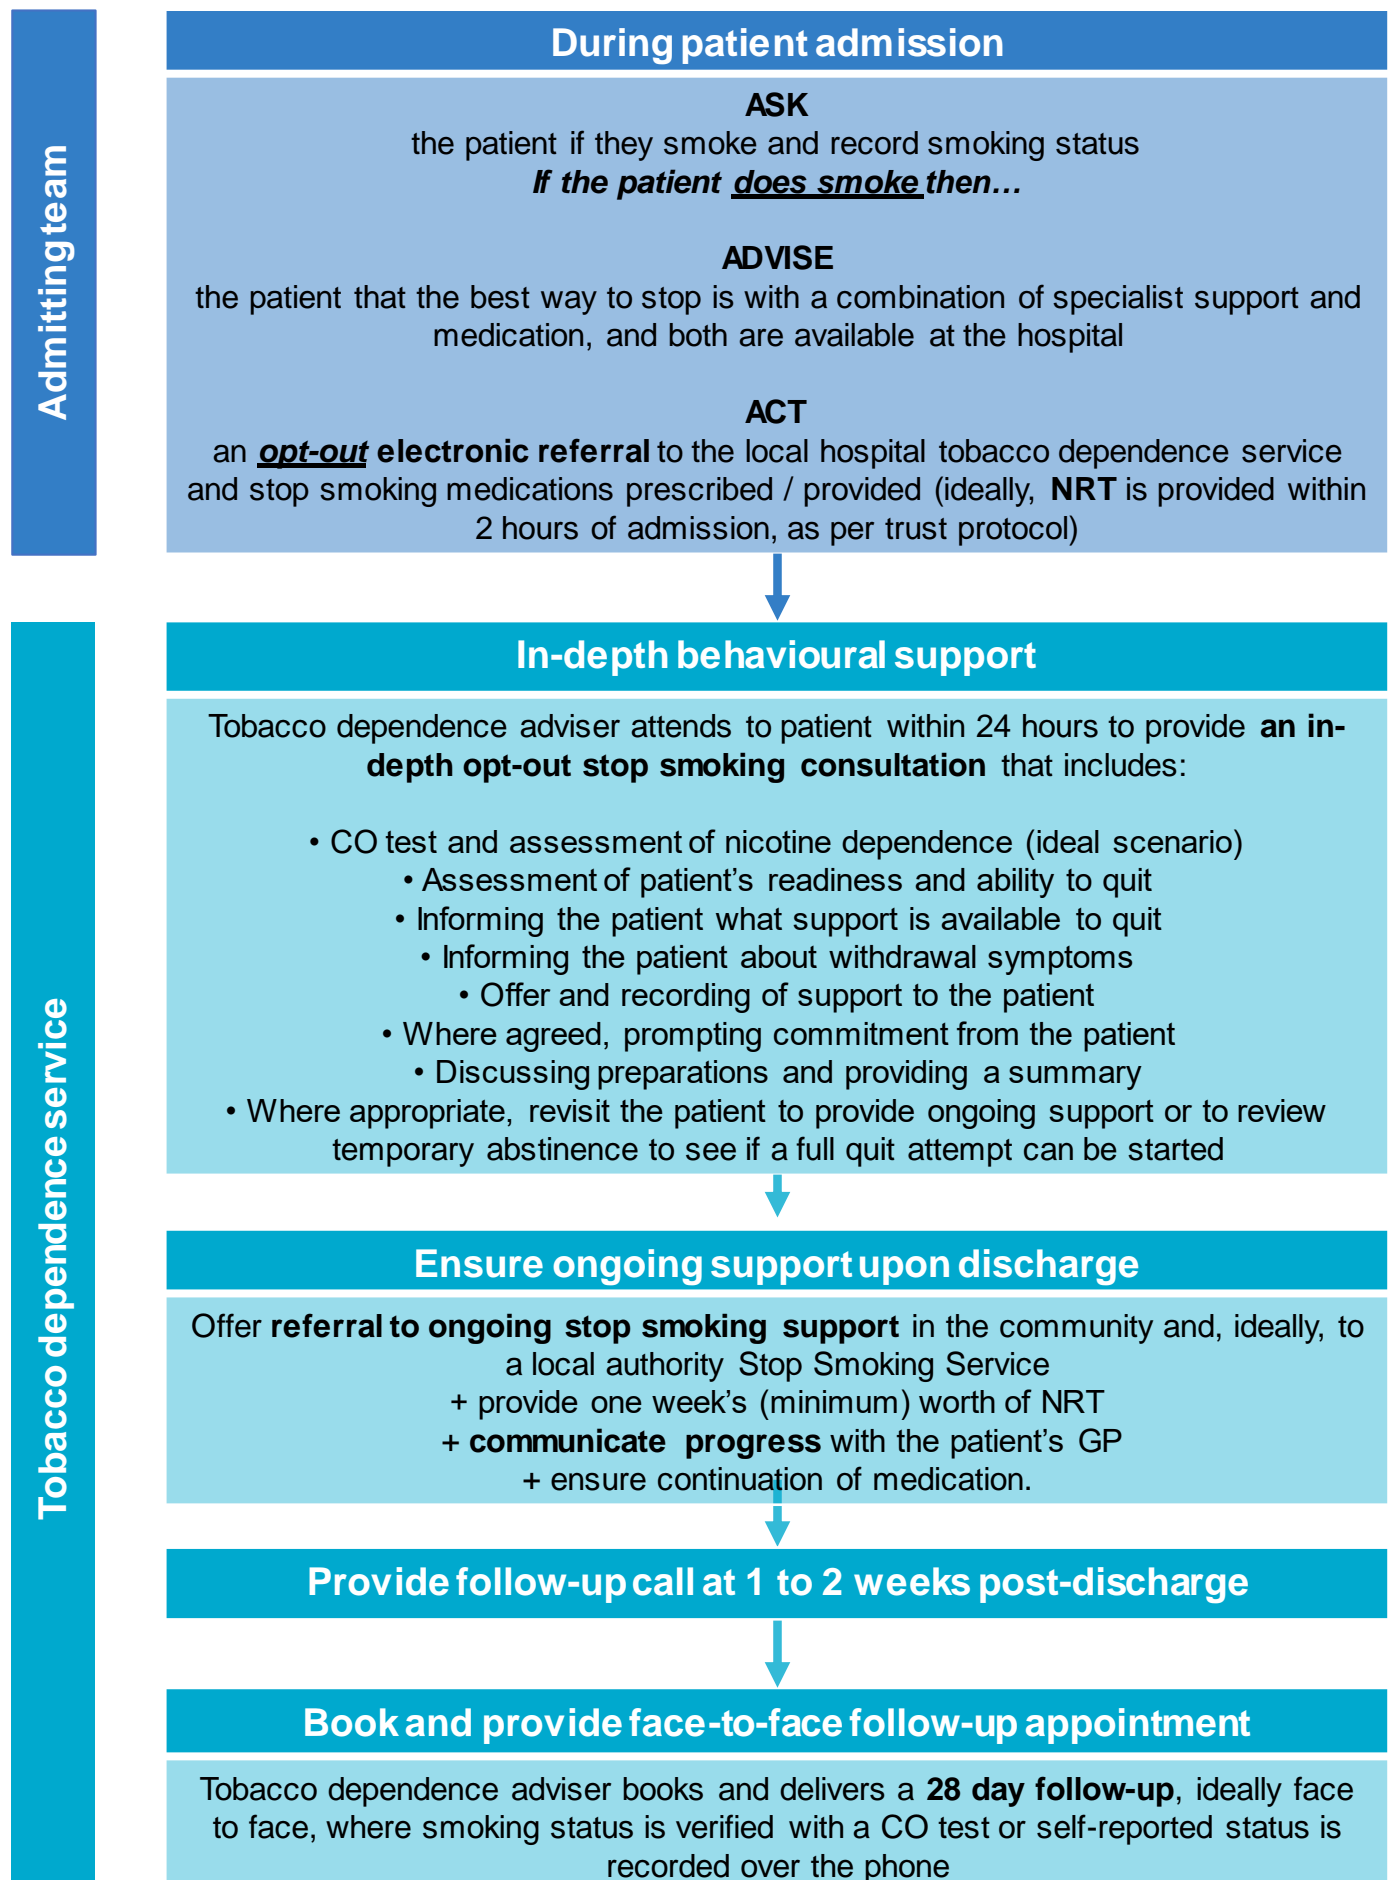 Admitting team
During patient admission
ASK
the patient if they smoke and record smoking status
If the patient does smoke then…
ADVISE
the patient that the best way to stop is with a combination of specialist support and
medication, and both are available at the hospital
ACT
an opt-out electronic referral to the local hospital tobacco dependence service
and stop smoking medications prescribed / provided (ideally, NRT is provided within
2 hours of admission, as per trust protocol)
Tobacco dependence service
In-depth behavioural support
Tobacco dependence adviser attends to patient within 24 hours to provide an in-
depth opt-out stop smoking consultation that includes:
• CO test and assessment of nicotine dependence (ideal scenario)
• Assessment of patient’s readiness and ability to quit
• Informing the patient what support is available to quit
• Informing the patient about withdrawal symptoms
• Offer and recording of support to the patient
• Where agreed, prompting commitment from the patient
• Discussing preparations and providing a summary
• Where appropriate, revisit the patient to provide ongoing support or to review
temporary abstinence to see if a full quit attempt can be started
Ensure ongoing support upon discharge
Offer referral to ongoing stop smoking support in the community and, ideally, to
a local authority Stop Smoking Service
+ provide one week’s (minimum) worth of NRT
+ communicate progress with the patient’s GP
+ ensure continuation of medication.
Provide follow-up call at 1 to 2 weeks post-discharge
Book and provide face-to-face follow-up appointment
Tobacco dependence adviser books and delivers a 28 day follow-up, ideally face
to face, where smoking status is verified with a CO test or self-reported status is
recorded over the phone